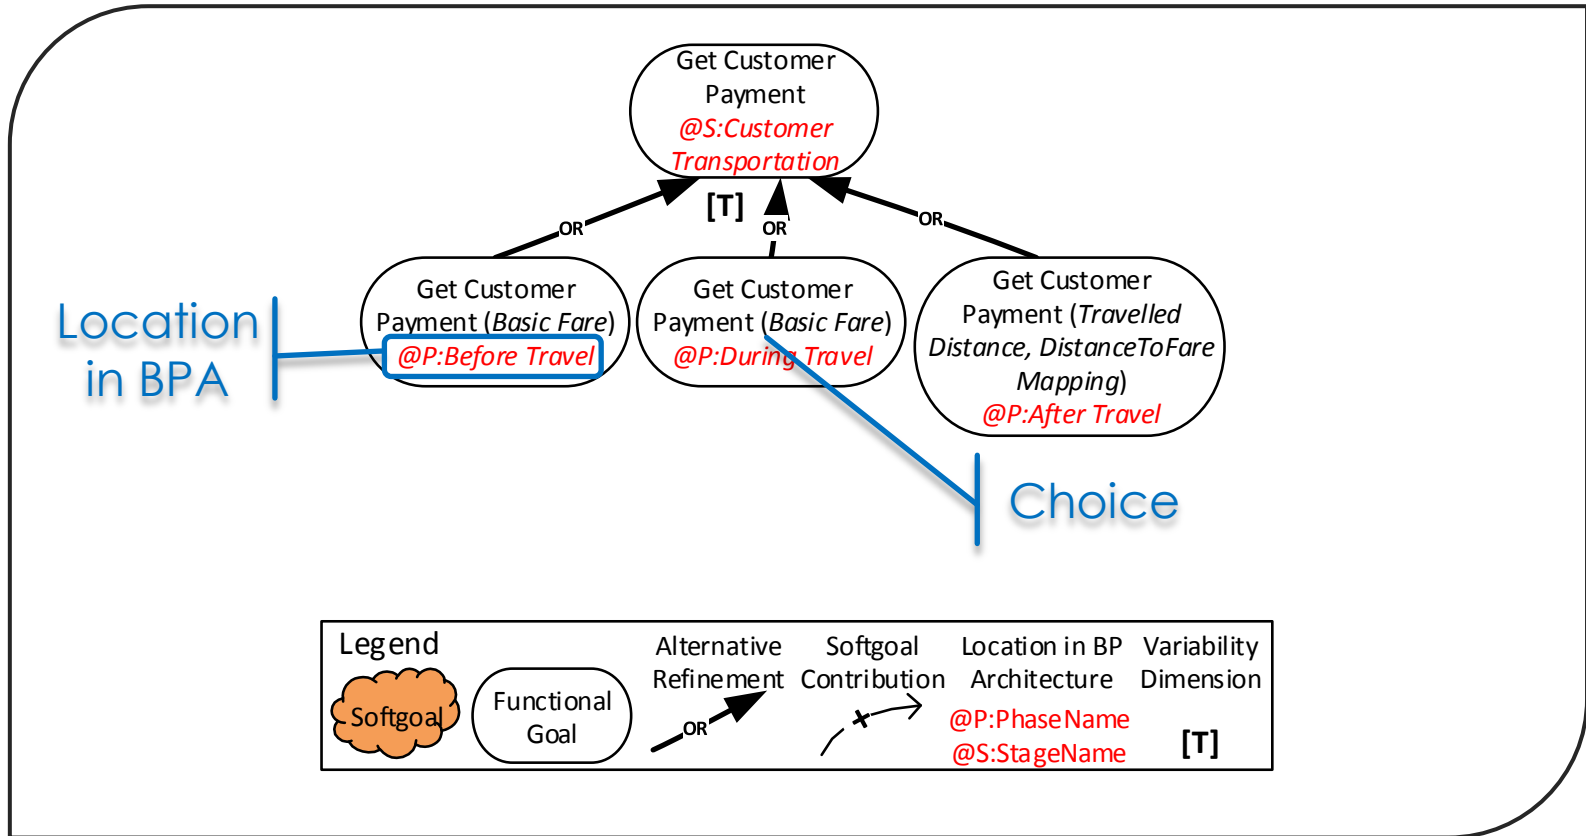 Get Customer
Payment
@S:Customer
Transportation
[T]
OR
OR
OR
Get Customer
Payment (Basic Fare)
@P:Before Travel
Get Customer
Payment (Basic Fare)
@P:During Travel
Get Customer
Payment (Travelled
Distance, DistanceToFare
Mapping)
@P:After Travel
Location
in BPA
Choice
Legend
Softgoal
Functional
Goal
Alternative
Refinement
OR
Softgoal
Contribution
Location in BP
Architecture
@P:PhaseName
@S:StageName
Variability
Dimension
[T]